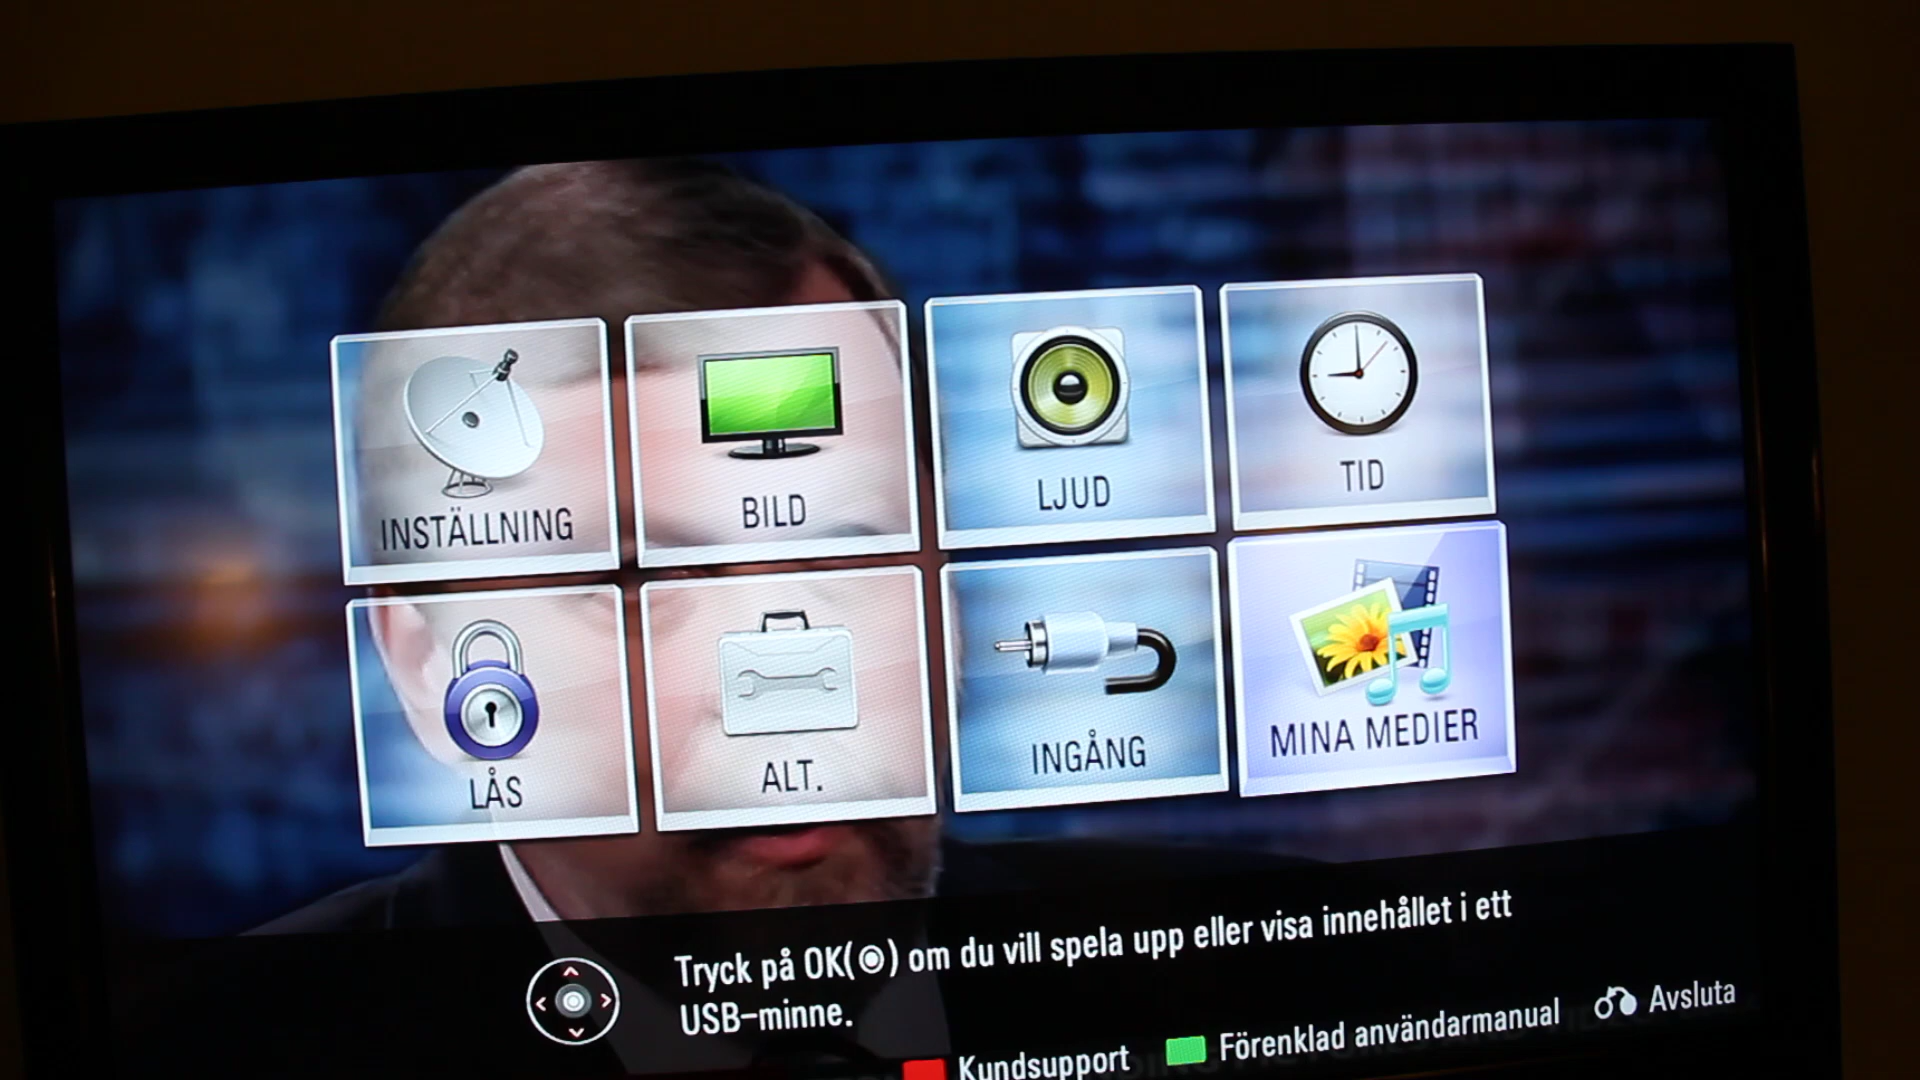 INSTÄLLNING
BILD
LJUD
TID
LÅS
ALT.
INGÅNG
MINA MEDIER
Tryck på OK(◉) om du vill spela upp eller visa innehållet i ett
USB-minne.
Kundsupport
Förenklad användarmanual
Avsluta